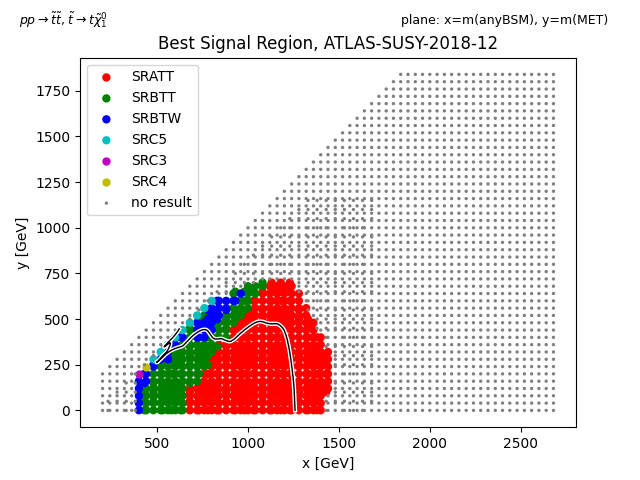 pp → t̃t̃, t̃ → tχ̃₁⁰
plane: x=m(anyBSM), y=m(MET)
Best Signal Region, ATLAS-SUSY-2018-12
SRATT
SRBTT
SRBTW
SRC5
SRC3
SRC4
no result
y [GeV]
1750
1500
1250
1000
750
500
250
0
500
1000
1500
2000
2500
x [GeV]